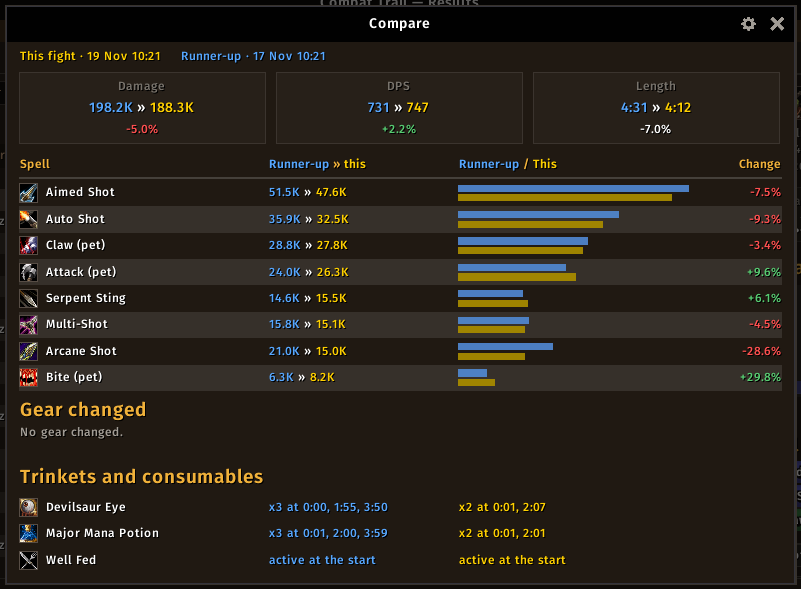 Combat Trail — Results
Compare
This fight · 19 Nov 10:21 Runner-up · 17 Nov 10:21
Damage DPS Length
198.2K » 188.3K 731 » 747 4:31 » 4:12
-5.0% +2.2% -7.0%
Spell Runner-up » this Runner-up / This Change
Aimed Shot 51.5K » 47.6K -7.5%
Auto Shot 35.9K » 32.5K -9.3%
Claw (pet) 28.8K » 27.8K -3.4%
Attack (pet) 24.0K » 26.3K +9.6%
Serpent Sting 14.6K » 15.5K +6.1%
Multi-Shot 15.8K » 15.1K -4.5%
Arcane Shot 21.0K » 15.0K -28.6%
Bite (pet) 6.3K » 8.2K +29.8%
Gear changed
No gear changed.
Trinkets and consumables
Devilsaur Eye x3 at 0:00, 1:55, 3:50 x2 at 0:01, 2:07
Major Mana Potion x3 at 0:01, 2:00, 3:59 x2 at 0:01, 2:01
Well Fed active at the start active at the start